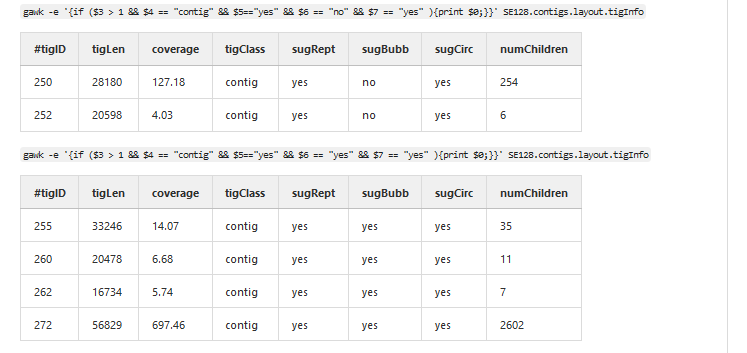 gawk -e '{if ($3 > 1 && $4 == "contig" && $5=="yes" && $6 == "no" && $7 == "yes" ){print $0;}}' SE128.contigs.layout.tigInfo
#tigID tigLen coverage tigClass sugRept sugBubb sugCirc numChildren
250 28180 127.18 contig yes no yes 254
252 20598 4.03 contig yes no yes 6
gawk -e '{if ($3 > 1 && $4 == "contig" && $5=="yes" && $6 == "yes" && $7 == "yes" ){print $0;}}' SE128.contigs.layout.tigInfo
#tigID tigLen coverage tigClass sugRept sugBubb sugCirc numChildren
255 33246 14.07 contig yes yes yes 35
260 20478 6.68 contig yes yes yes 11
262 16734 5.74 contig yes yes yes 7
272 56829 697.46 contig yes yes yes 2602